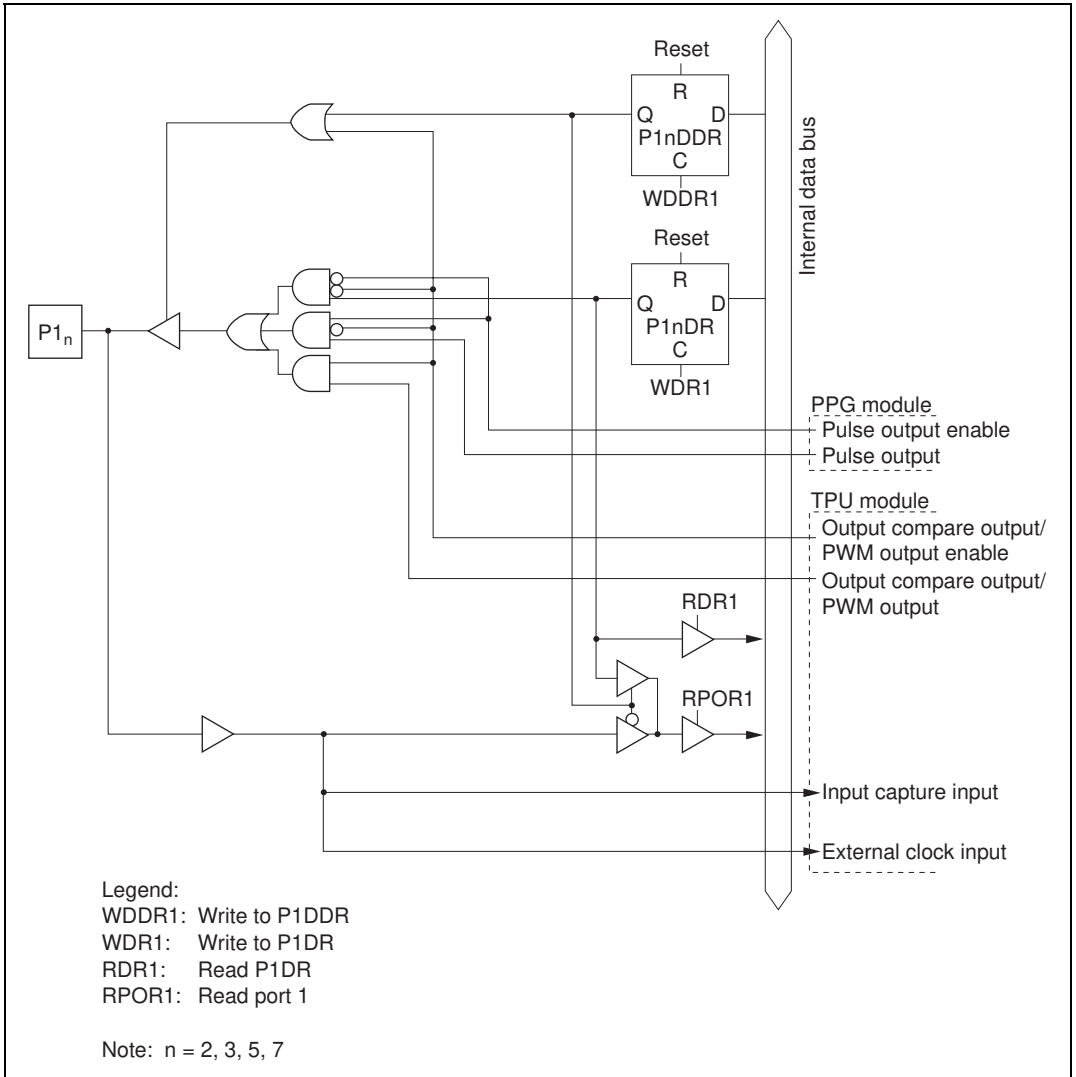 Reset
R
Q D
P1nDDR
C
WDDR1
Internal data bus
Reset
R
Q D
P1nDR
C
WDR1
P1n
PPG module
Pulse output enable
Pulse output
TPU module
Output compare output/
PWM output enable
Output compare output/
PWM output
RDR1
RPOR1
Input capture input
External clock input
Legend:
WDDR1: Write to P1DDR
WDR1: Write to P1DR
RDR1: Read P1DR
RPOR1: Read port 1
Note: n = 2, 3, 5, 7